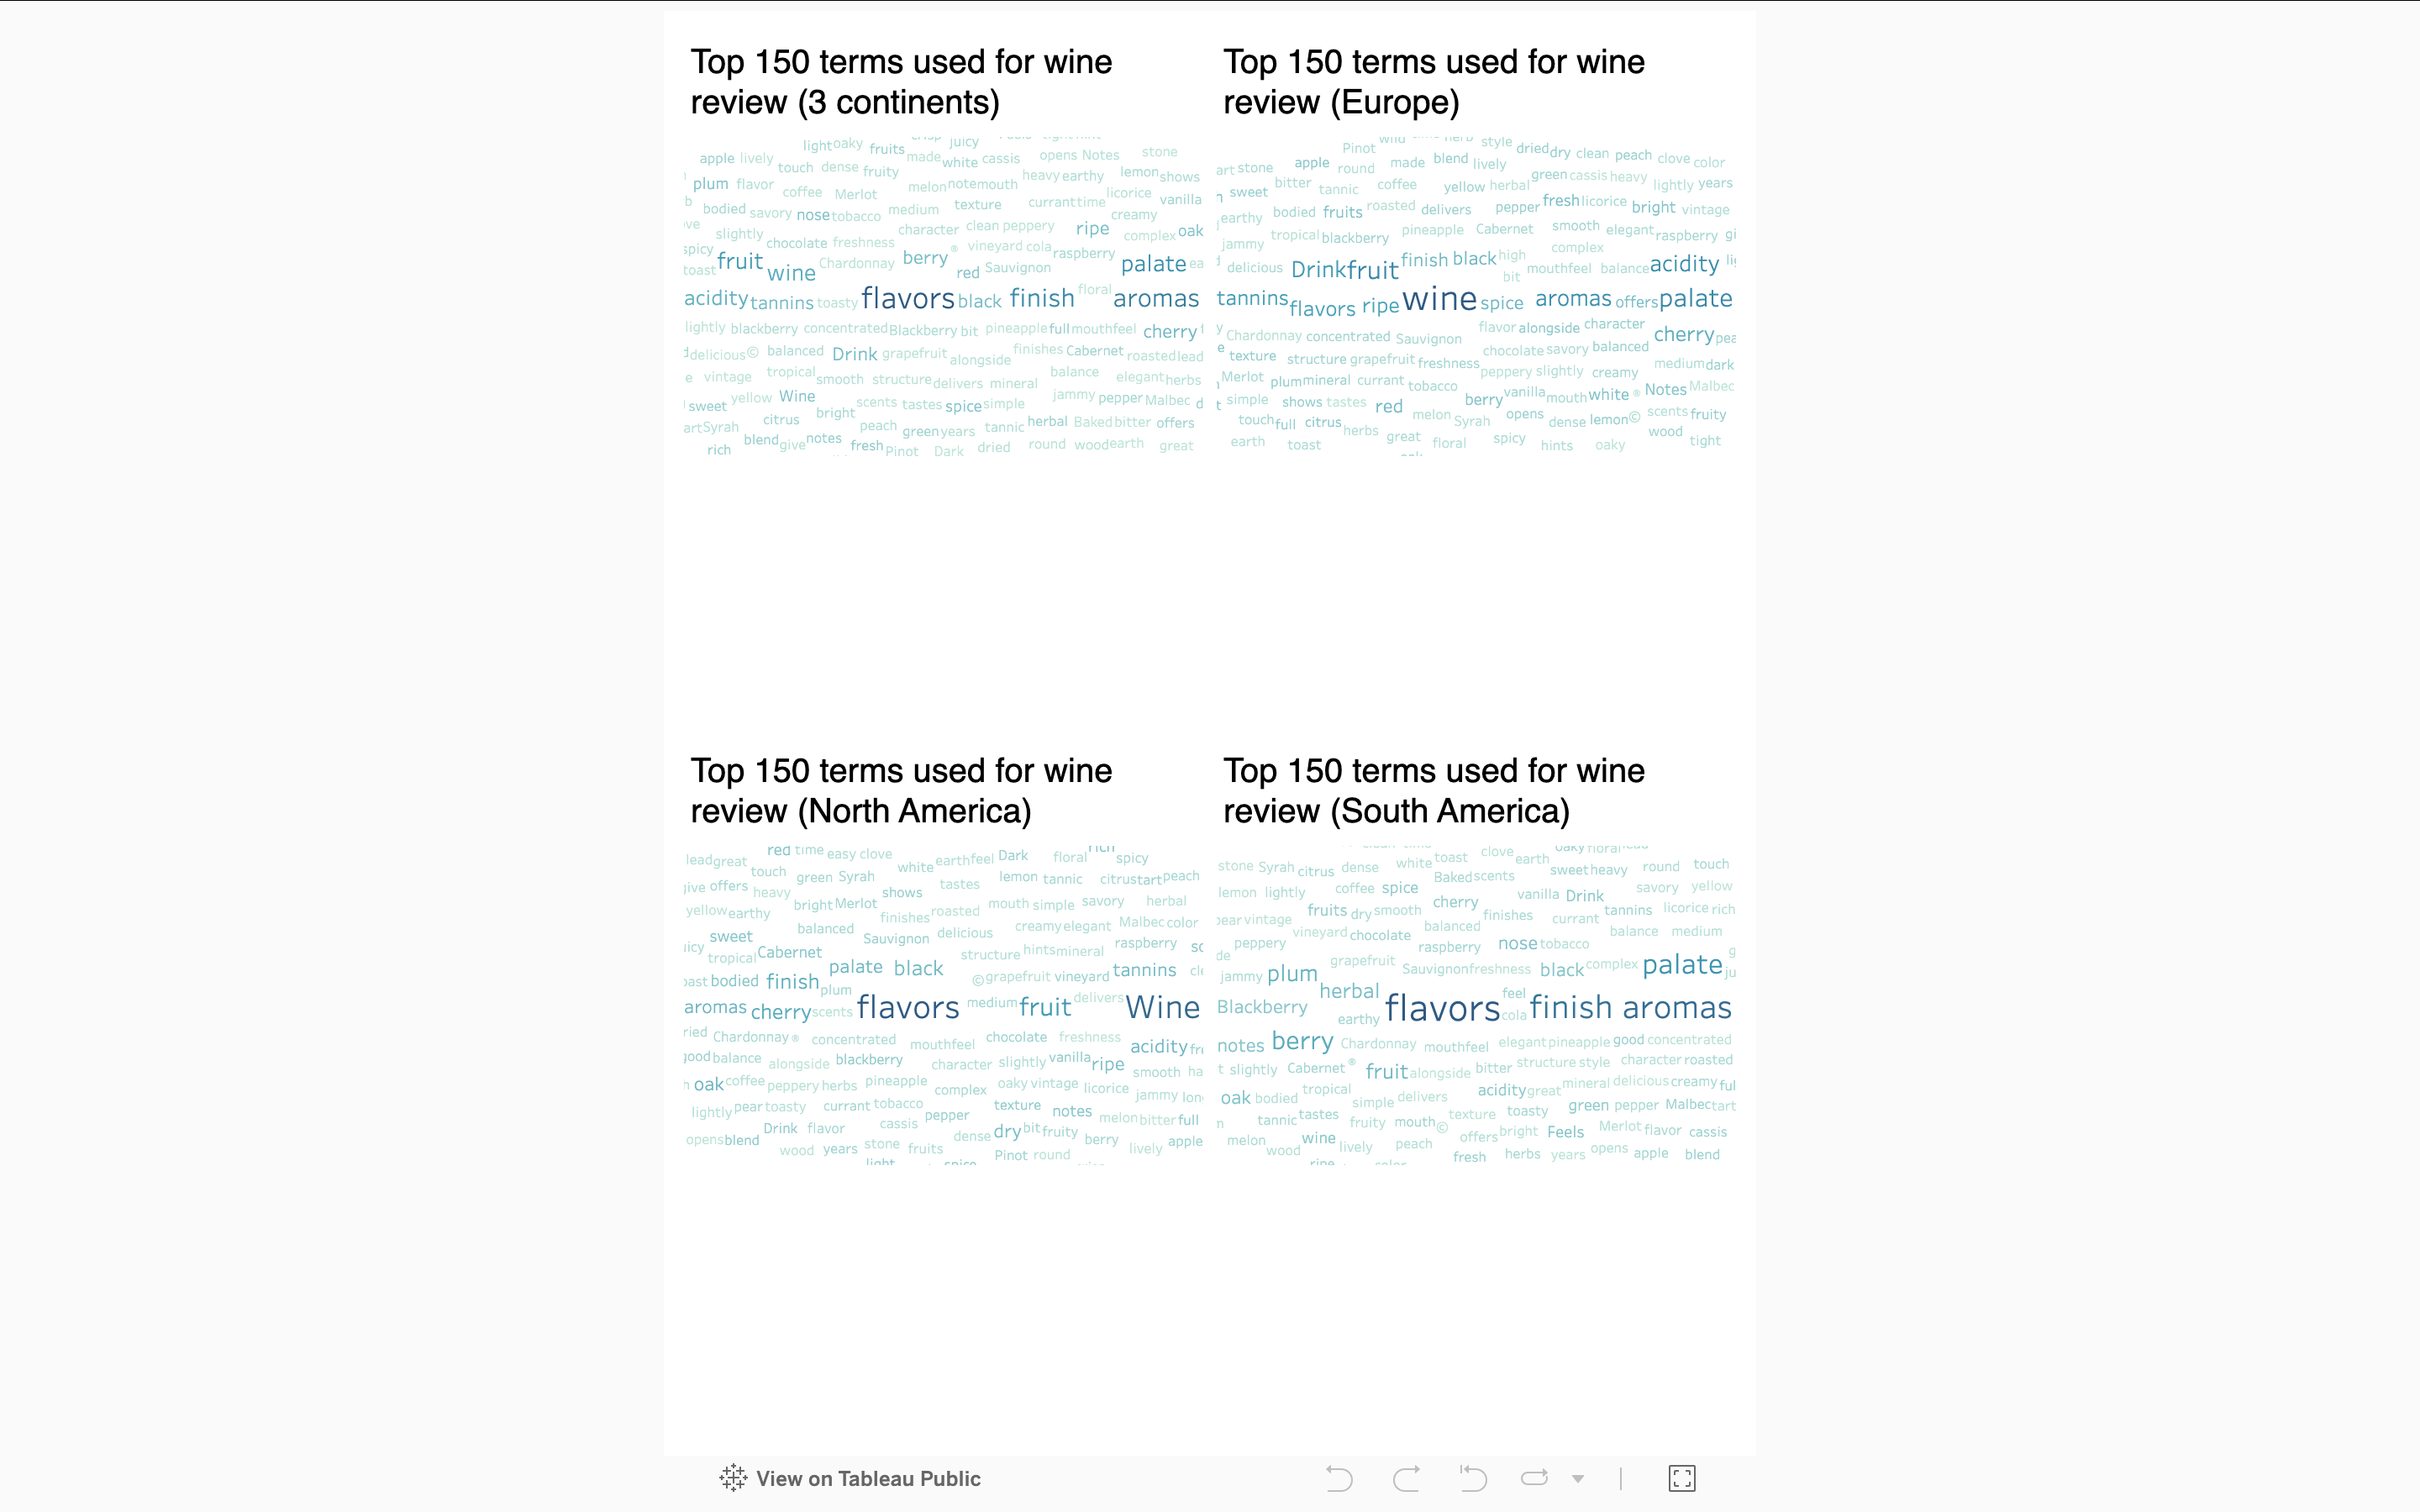 Top 150 terms used for wine
review (3 continents)
light oaky fruits made juicy
apple lively touch dense fruity white cassis opens Notes stone
plum flavor coffee Merlot melon note mouth heavy earthy lemon shows
bodied savory nose tobacco medium texture currant time licorice vanilla
slightly chocolate freshness character clean peppery ripe creamy complex oak
spicy fruit wine Chardonnay berry ® vineyard cola raspberry palate
toast red Sauvignon
acidity tannins toasty flavors black finish floral aromas
lightly blackberry concentrated Blackberry bit pineapple full mouthfeel cherry
delicious © balanced Drink grapefruit alongside finishes Cabernet roasted lead
vintage tropical smooth structure delivers mineral balance elegant herbs
sweet yellow Wine scents tastes spice simple jammy pepper Malbec
Syrah citrus bright peach green years tannic herbal Baked bitter offers
rich blend give notes fresh Pinot Dark dried round wood earth great
Top 150 terms used for wine
review (Europe)
Pinot wild herb style dried dry clean peach clove color
stone apple round made blend lively green cassis heavy lightly years
sweet bitter tannic coffee yellow herbal
earthy bodied fruits roasted delivers pepper fresh licorice bright vintage
jammy tropical blackberry pineapple Cabernet smooth elegant raspberry
delicious Drink fruit finish black high bit complex mouthfeel balance acidity
tannins flavors ripe wine spice aromas offers palate
Chardonnay concentrated Sauvignon flavor alongside character cherry
texture structure grapefruit freshness chocolate savory balanced medium dark
Merlot plum mineral currant tobacco peppery slightly creamy
simple shows tastes red melon berry vanilla mouth white ® Notes Malbec
touch full citrus herbs Syrah opens dense lemon © scents fruity
earth toast great floral spicy hints oaky wood tight
Top 150 terms used for wine
review (North America)
lead great red time easy clove white earth feel Dark floral rich spicy
give offers touch green Syrah tastes lemon tannic citrus tart peach
yellow earthy heavy bright Merlot shows finishes roasted mouth simple savory herbal
sweet balanced Sauvignon delicious creamy elegant Malbec color
tropical Cabernet palate black structure hints mineral raspberry
bodied finish plum © grapefruit vineyard tannins
aromas cherry scents flavors medium fruit delivers Wine
Chardonnay ® concentrated mouthfeel chocolate freshness acidity
good balance alongside blackberry character slightly vanilla ripe smooth
oak coffee peppery herbs pineapple complex oaky vintage licorice jammy
lightly pear toasty currant tobacco pepper texture notes melon bitter full
opens blend Drink flavor cassis dense dry bit fruity berry lively apple
wood years stone fruits Pinot round
light spice
Top 150 terms used for wine
review (South America)
stone Syrah citrus dense white toast clove earth oaky floral sweet heavy round touch
lemon lightly coffee spice Baked scents vanilla Drink savory yellow
vintage fruits dry smooth cherry finishes currant tannins licorice rich
peppery vineyard chocolate balanced raspberry nose tobacco balance medium
jammy plum grapefruit Sauvignon freshness black complex palate
Blackberry herbal earthy flavors feel cola finish aromas
notes berry Chardonnay mouthfeel elegant pineapple good concentrated
slightly Cabernet ® fruit alongside bitter structure style character roasted
oak bodied tropical simple delivers acidity great mineral delicious creamy
tannic tastes fruity mouth © texture toasty green pepper Malbec tart
melon wood wine lively peach offers bright Feels Merlot flavor cassis
ripe fresh herbs years opens apple blend
View on Tableau Public